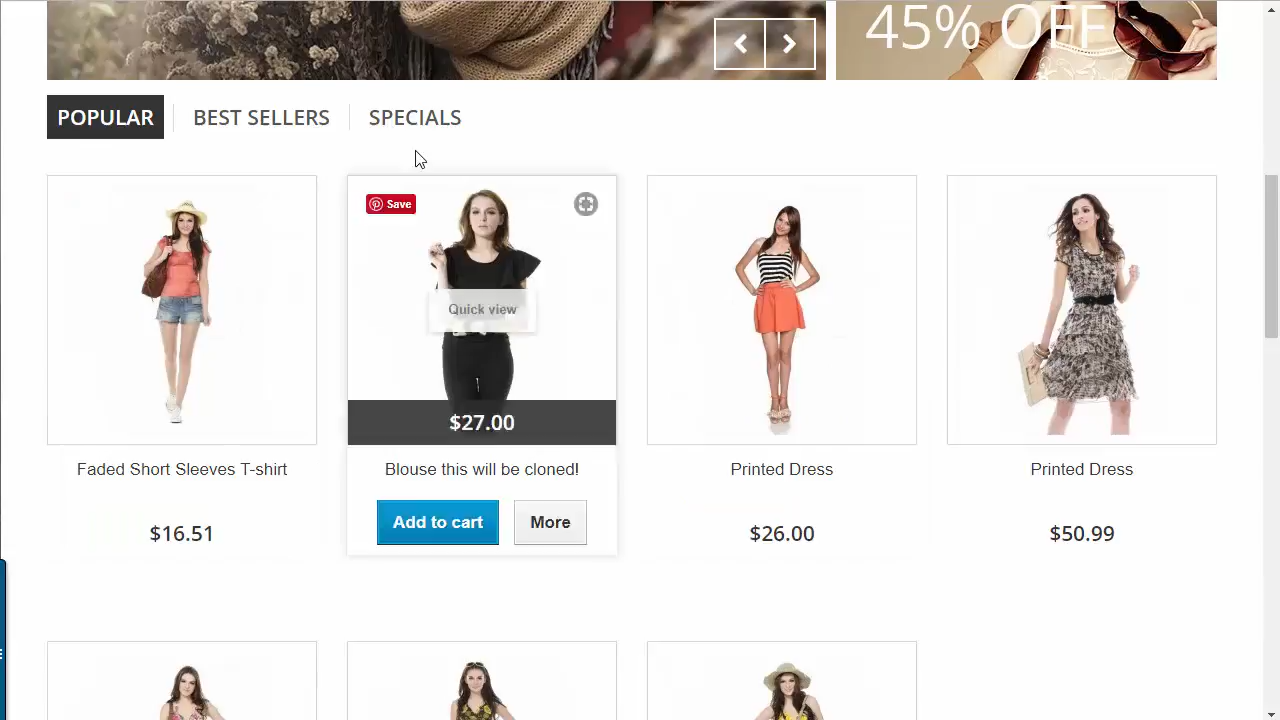 45% OFF
POPULAR
BEST SELLERS
SPECIALS
Save
Quick view
$27.00
Faded Short Sleeves T-shirt
Blouse this will be cloned!
Printed Dress
Printed Dress
Add to cart
More
$16.51
$26.00
$50.99